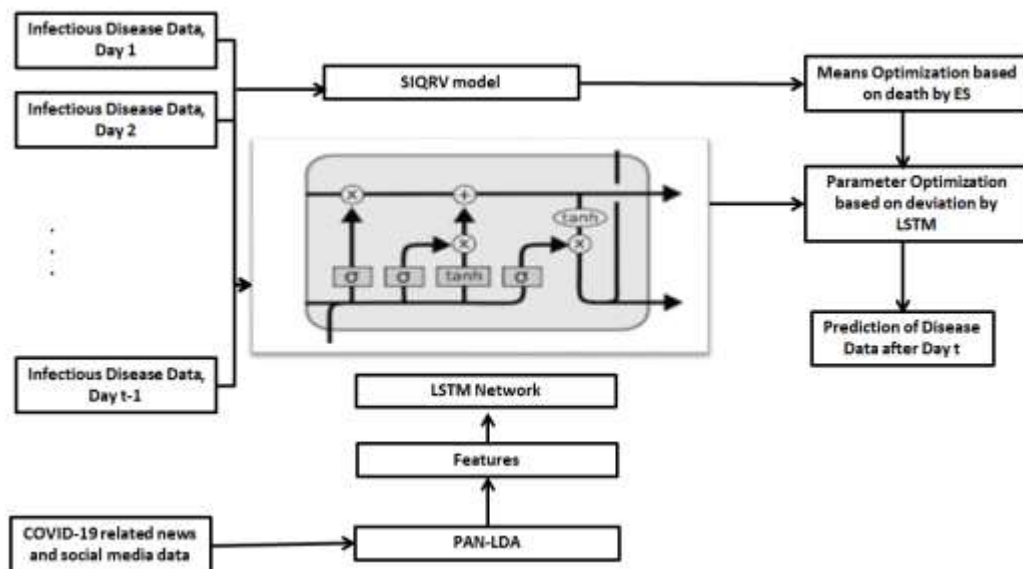 Infectious Disease Data,
Day 1
SIQRV model
Means Optimization based
on death by ES
Infectious Disease Data,
Day 2
Parameter Optimization
based on deviation by
LSTM
x
+
tanh
x
x
σ
σ
tanh
σ
Prediction of Disease
Data after Day t
Infectious Disease Data,
Day t-1
LSTM Network
Features
COVID-19 related news
and social media data
PAN-LDA